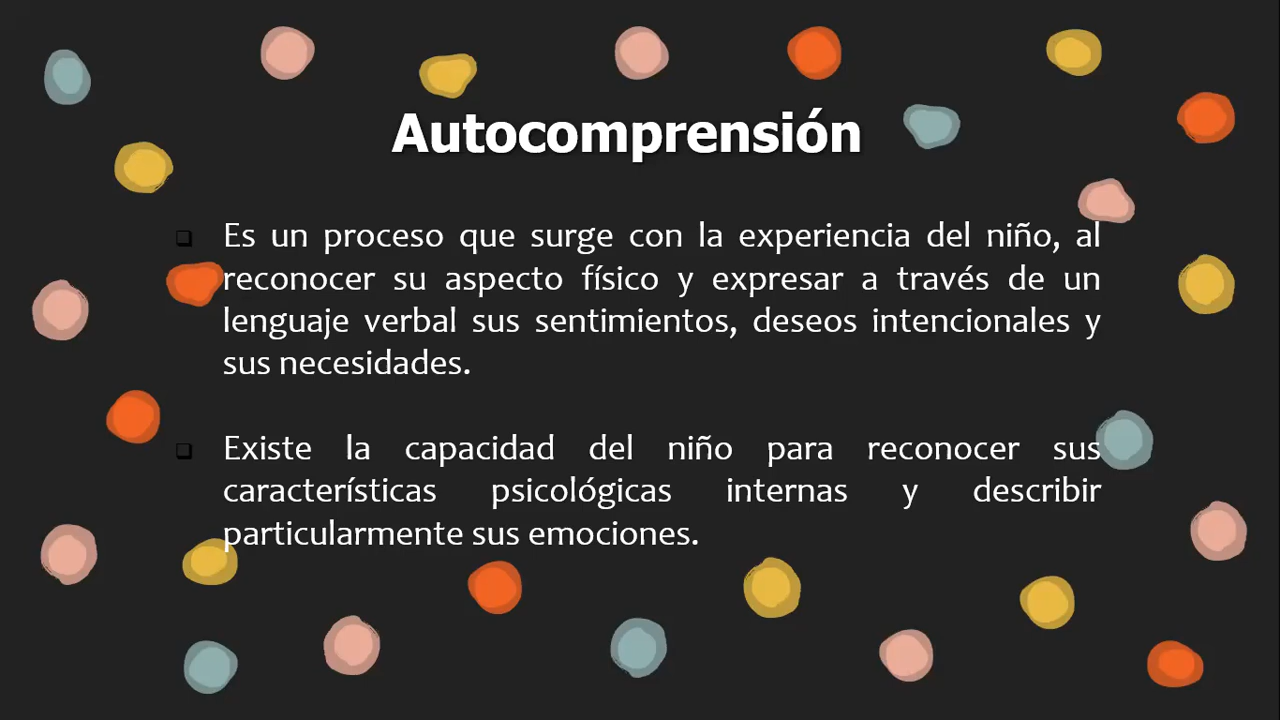 Autocomprensión
Es un proceso que surge con la experiencia del niño, al
reconocer su aspecto físico y expresar a través de un
lenguaje verbal sus sentimientos, deseos intencionales y
sus necesidades.
Existe la capacidad del niño para reconocer sus
características psicológicas internas y describir
particularmente sus emociones.